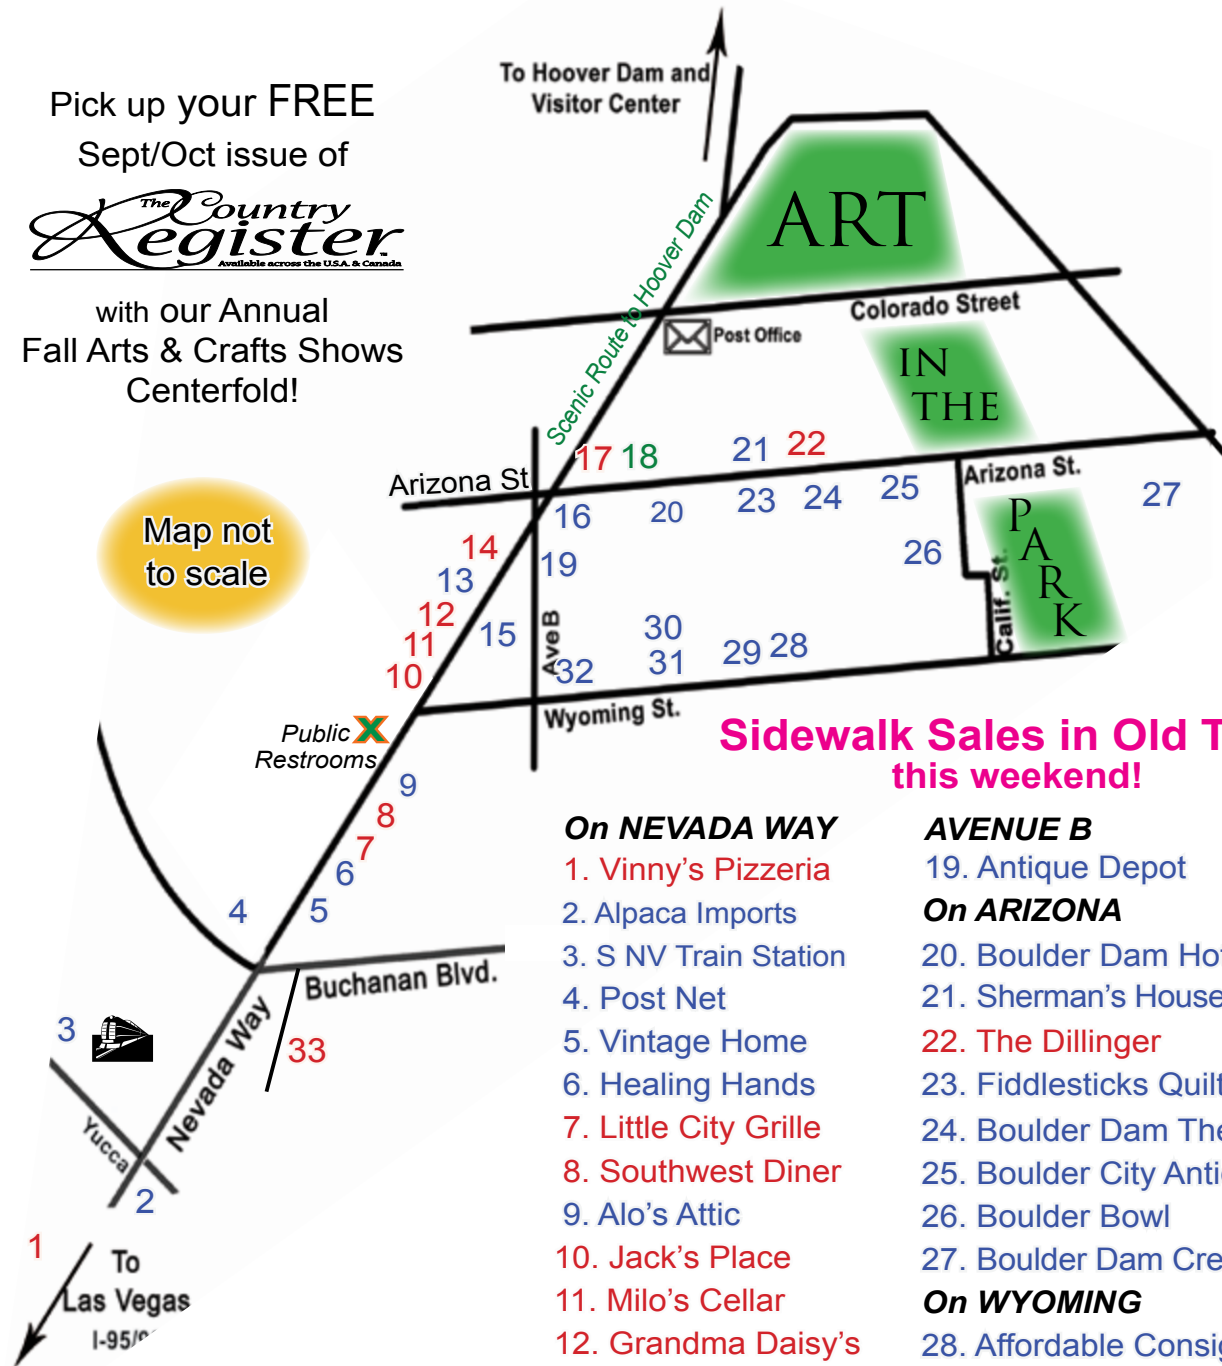 Pick up your FREE
Sept/Oct issue of
The Country
Register
Available across the U.S.A. & Canada
with our Annual
Fall Arts & Crafts Shows
Centerfold!
Map not
to scale
To Hoover Dam and
Visitor Center
Scenic Route to Hoover Dam
ART
Colorado Street
Post Office
IN
THE
17 18 21 22
Arizona St
Arizona St.
16 20 23 24 25 27
PARK
14
13
12
11
10
15
19
26
Ave B
Calif. St.
30
31
29 28
32
Wyoming St.
Public X
Restrooms
9
8
7
6
5
4
Buchanan Blvd.
3
33
Nevada Way
Yucca
2
1
To
Las Vegas
I-95/
Sidewalk Sales in Old T
this weekend!
On NEVADA WAY
1. Vinny's Pizzeria
2. Alpaca Imports
3. S NV Train Station
4. Post Net
5. Vintage Home
6. Healing Hands
7. Little City Grille
8. Southwest Diner
9. Alo's Attic
10. Jack's Place
11. Milo's Cellar
12. Grandma Daisy's
AVENUE B
19. Antique Depot
On ARIZONA
20. Boulder Dam Hot
21. Sherman's House
22. The Dillinger
23. Fiddlesticks Quilt
24. Boulder Dam The
25. Boulder City Anti
26. Boulder Bowl
27. Boulder Dam Cre
On WYOMING
28. Affordable Consig